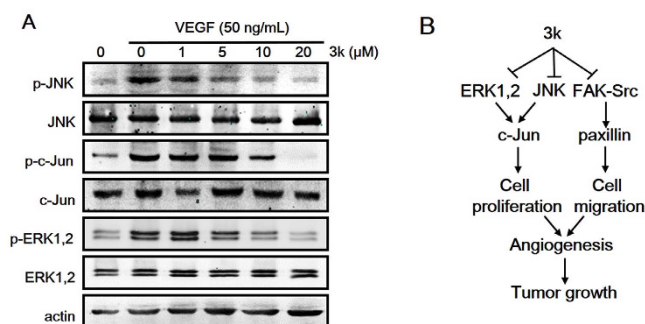 A
VEGF (50 ng/mL)
0 0 1 5 10 20 3k (μM)
p-JNK
JNK
p-c-Jun
c-Jun
p-ERK1,2
ERK1,2
actin
B
3k
ERK1,2 JNK FAK-Src
c-Jun paxillin
Cell proliferation
Cell migration
Angiogenesis
Tumor growth